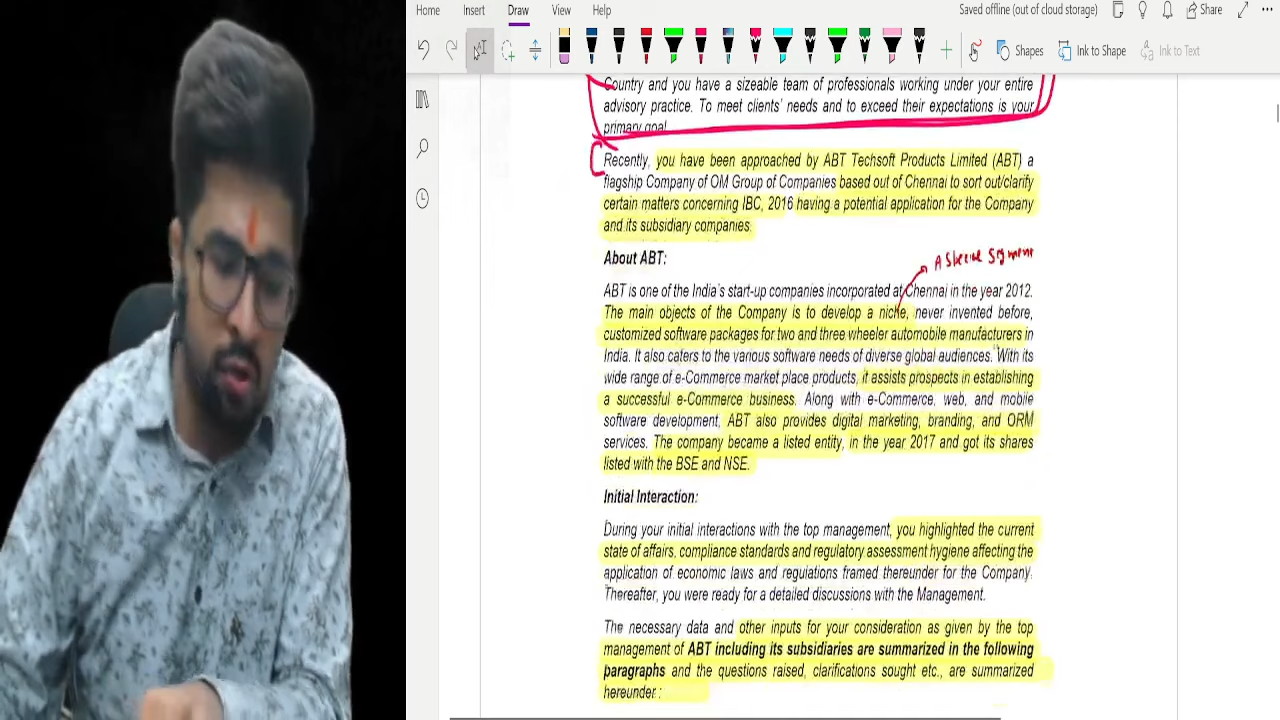 Home Insert Draw View Help Saved offline (out of cloud storage) Share
Shapes Ink to Shape Ink to Text
Country and you have a sizeable team of professionals working under your entire
advisory practice. To meet clients' needs and to exceed their expectations is your
primary goal.
Recently, you have been approached by ABT Techsoft Products Limited (ABT) a
flagship Company of OM Group of Companies based out of Chennai to sort out/clarify
certain matters concerning IBC, 2016 having a potential application for the Company
and its subsidiary companies.
About ABT:
A Special Segment
ABT is one of the India's start-up companies incorporated at Chennai in the year 2012.
The main objects of the Company is to develop a niche, never invented before,
customized software packages for two and three wheeler automobile manufacturers in
India. It also caters to the various software needs of diverse global audiences. With its
wide range of e-Commerce market place products, it assists prospects in establishing
a successful e-Commerce business. Along with e-Commerce, web, and mobile
software development, ABT also provides digital marketing, branding, and ORM
services. The company became a listed entity, in the year 2017 and got its shares
listed with the BSE and NSE.
Initial Interaction:
During your initial interactions with the top management, you highlighted the current
state of affairs, compliance standards and regulatory assessment hygiene affecting the
application of economic laws and regulations framed thereunder for the Company.
Thereafter, you were ready for a detailed discussions with the Management.
The necessary data and other inputs for your consideration as given by the top
management of ABT including its subsidiaries are summarized in the following
paragraphs and the questions raised, clarifications sought etc., are summarized
hereunder :